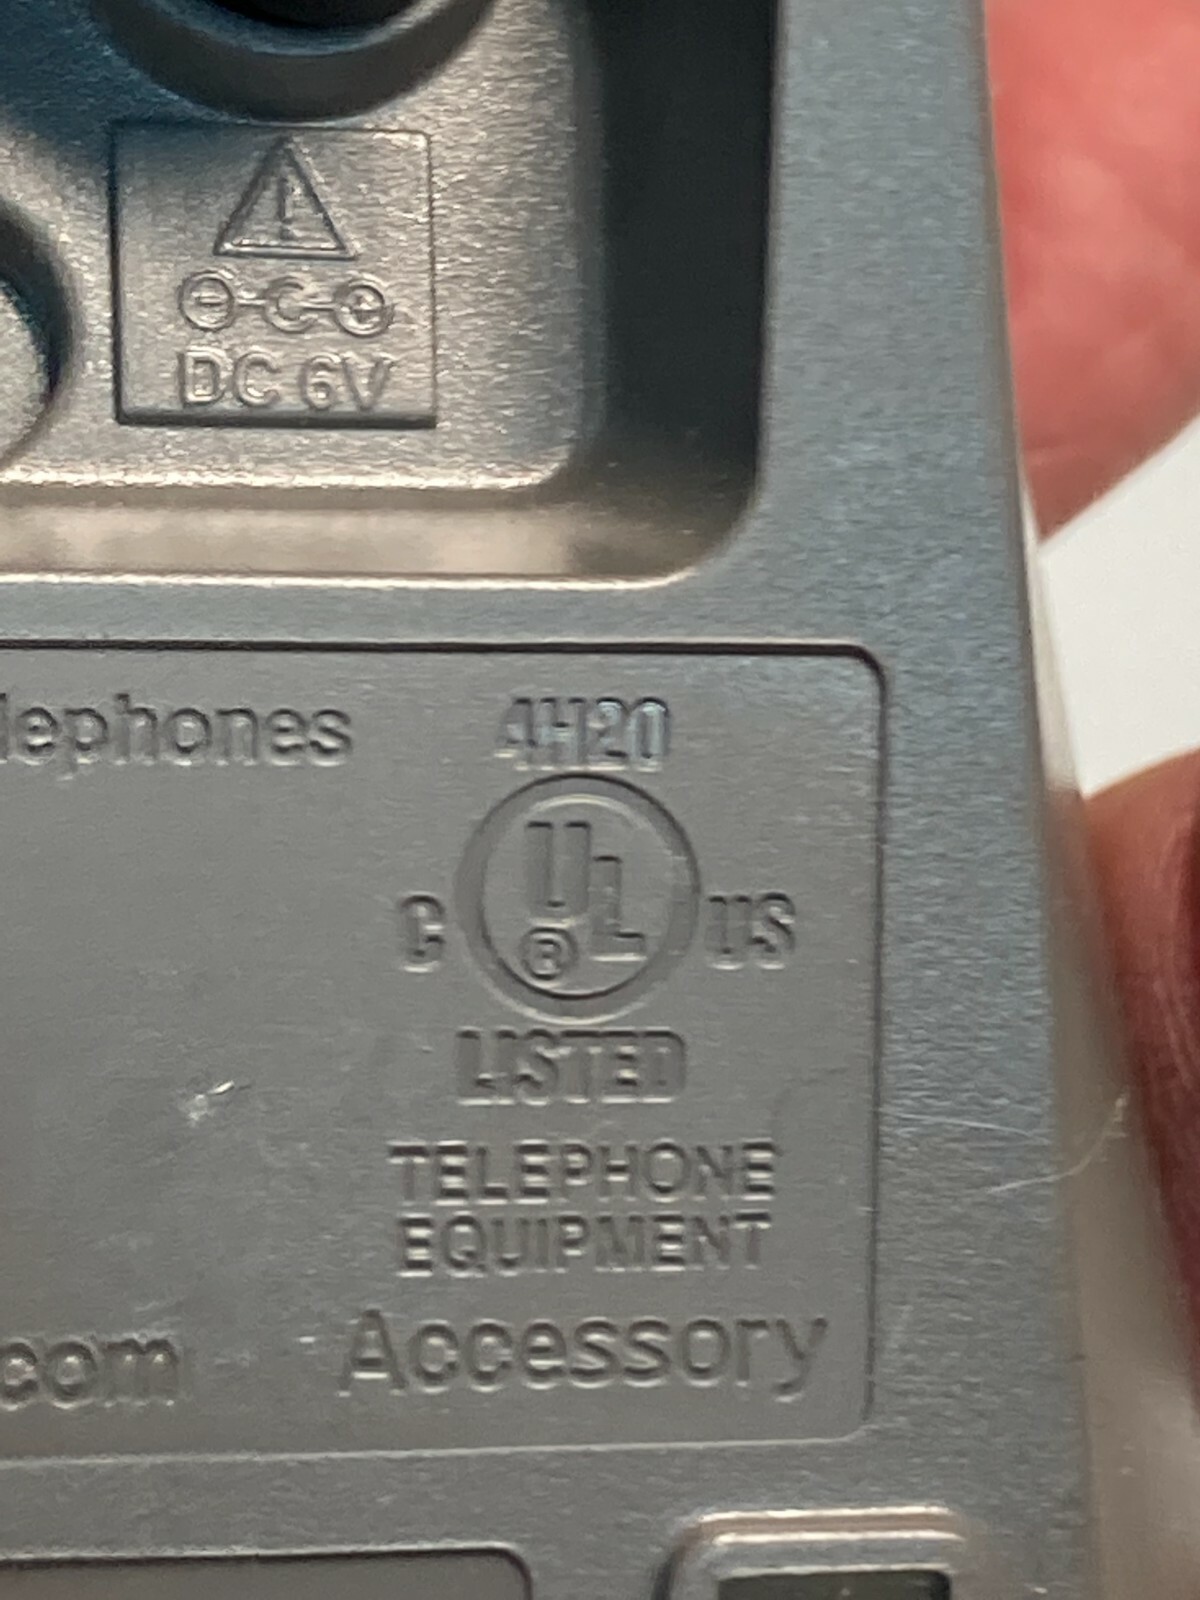 DC 6V
lephones
4H20
C UL ® US
LISTED
TELEPHONE
EQUIPMENT
.com
Accessory